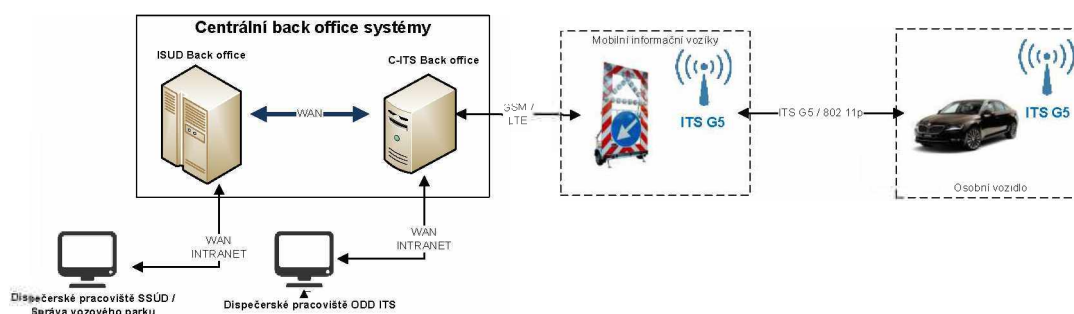 Centrální back office systémy
ISUD Back office
C-ITS Back office
WAN
GSM /
LTE
Mobilní informační vozíky
ITS G5
ITS G5 / 802 11p
ITS G5
Osobní vozidlo
WAN
INTRANET
WAN
INTRANET
Dispečerské pracoviště SSÚD /
Správa vozového parku
Dispečerské pracoviště ODD ITS